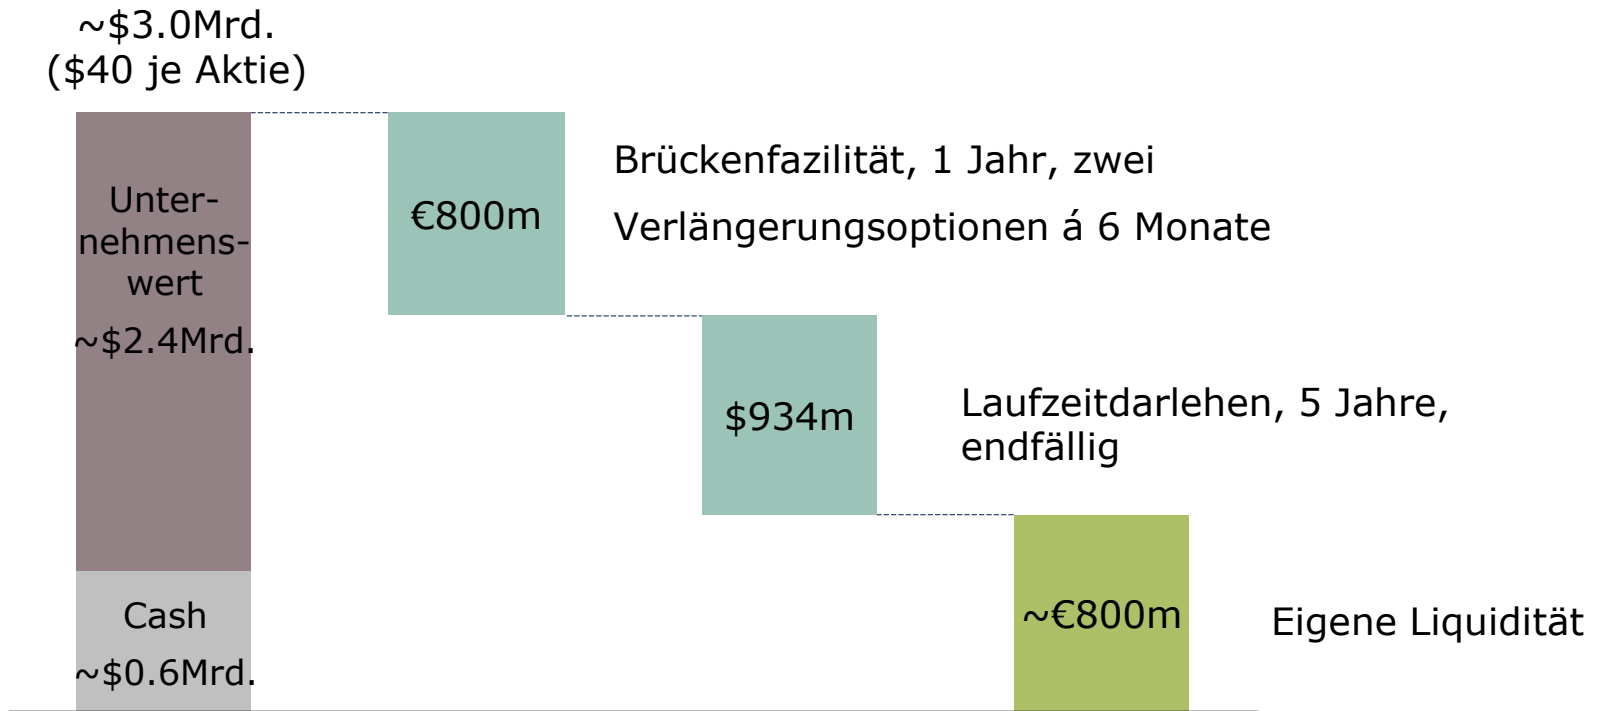 ~$3.0Mrd.
($40 je Aktie)
Unter-
nehmens-
wert
~$2.4Mrd.
Cash
~$0.6Mrd.
€800m
Brückenfazilität, 1 Jahr, zwei
Verlängerungsoptionen á 6 Monate
$934m
Laufzeitdarlehen, 5 Jahre,
endfällig
~€800m
Eigene Liquidität